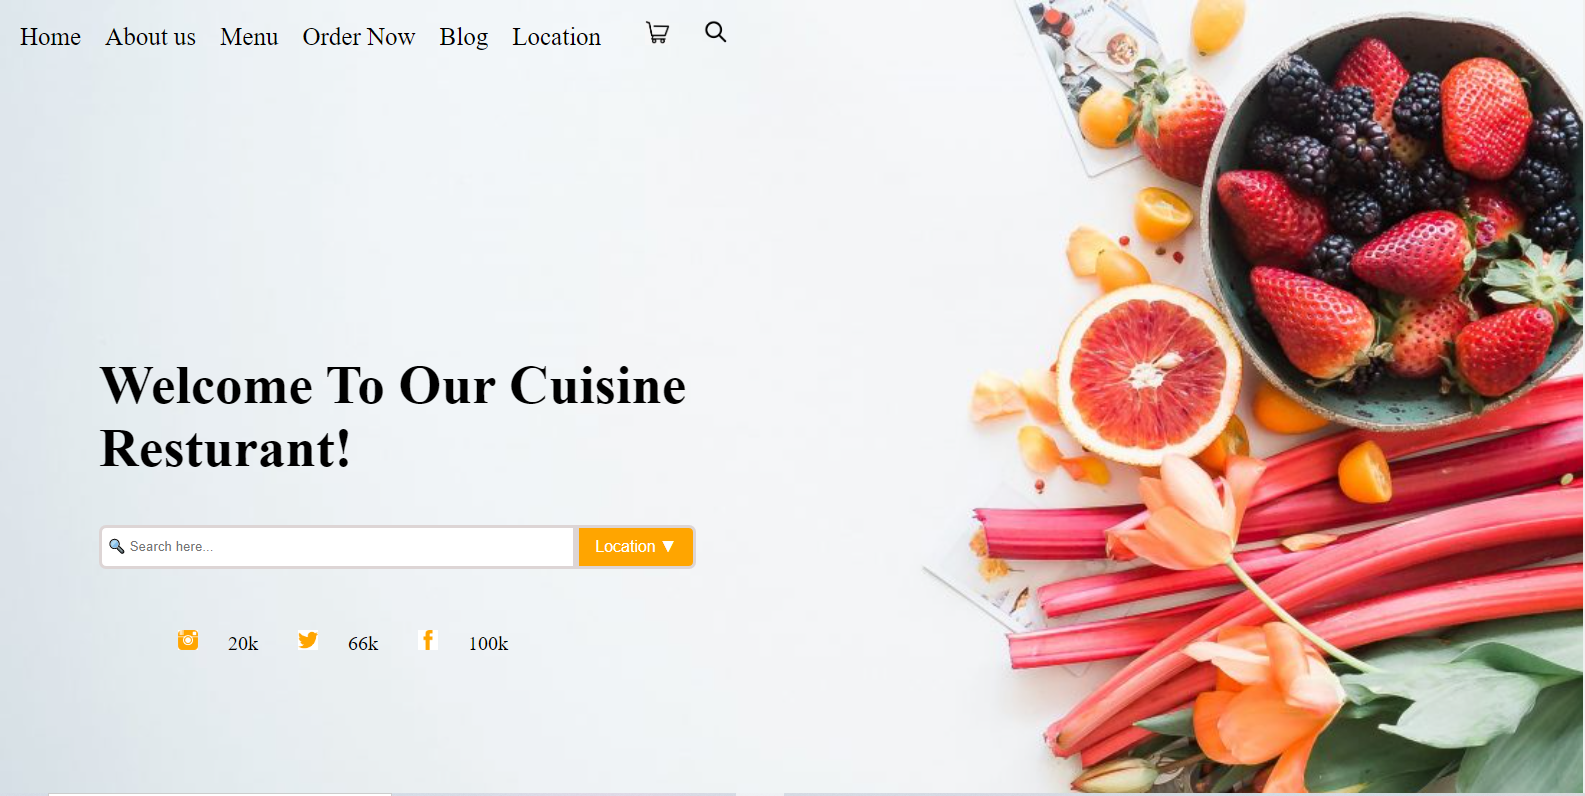 Home About us Menu Order Now Blog Location
Welcome To Our Cuisine
Resturant!
Search here... Location ▼
20k 66k 100k